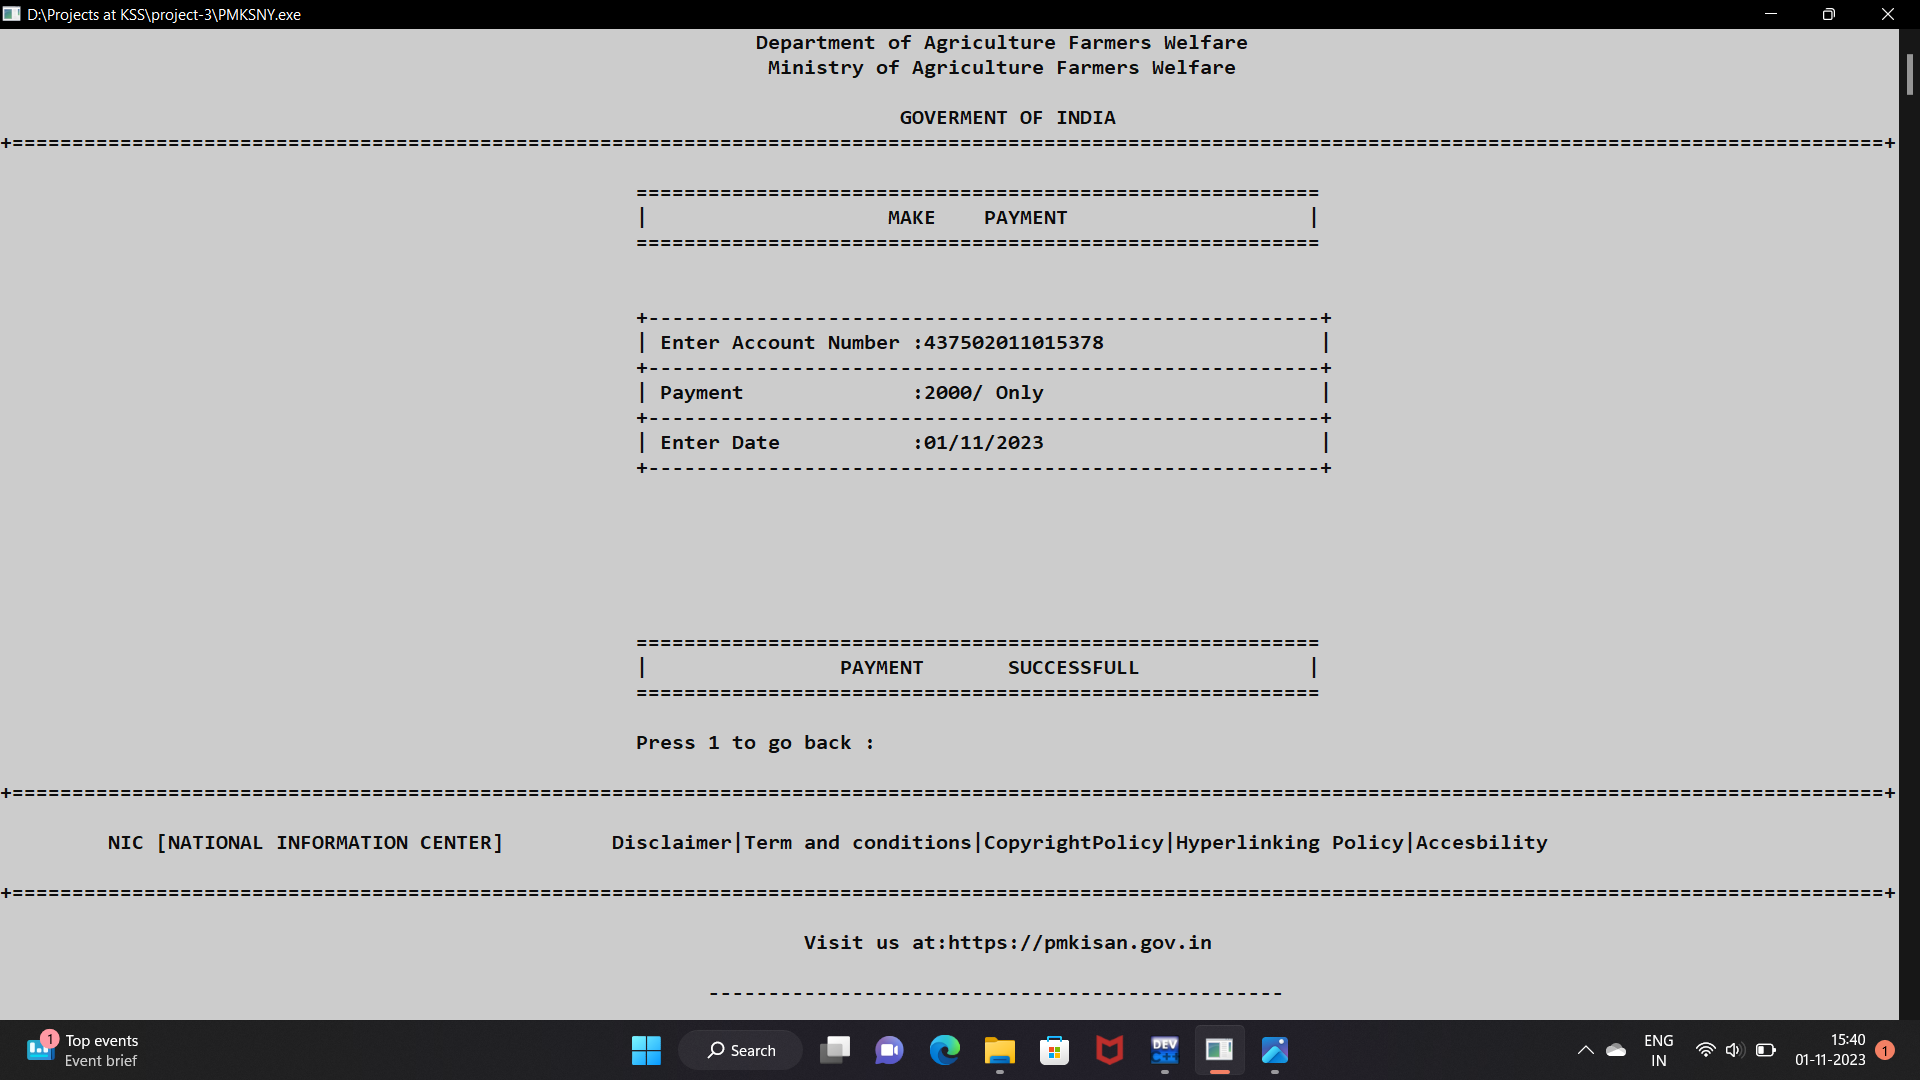 D:\Projects at KSS\project-3\PMKSNY.exe
Department of Agriculture Farmers Welfare
Ministry of Agriculture Farmers Welfare
GOVERMENT OF INDIA
MAKE PAYMENT
Enter Account Number :437502011015378
Payment :2000/ Only
Enter Date :01/11/2023
PAYMENT SUCCESSFULL
Press 1 to go back :
NIC [NATIONAL INFORMATION CENTER] Disclaimer|Term and conditions|CopyrightPolicy|Hyperlinking Policy|Accesbility
Visit us at:https://pmkisan.gov.in
1 Top events
Event brief
Search
DEV C++
ENG
IN
15:40
01-11-2023
1